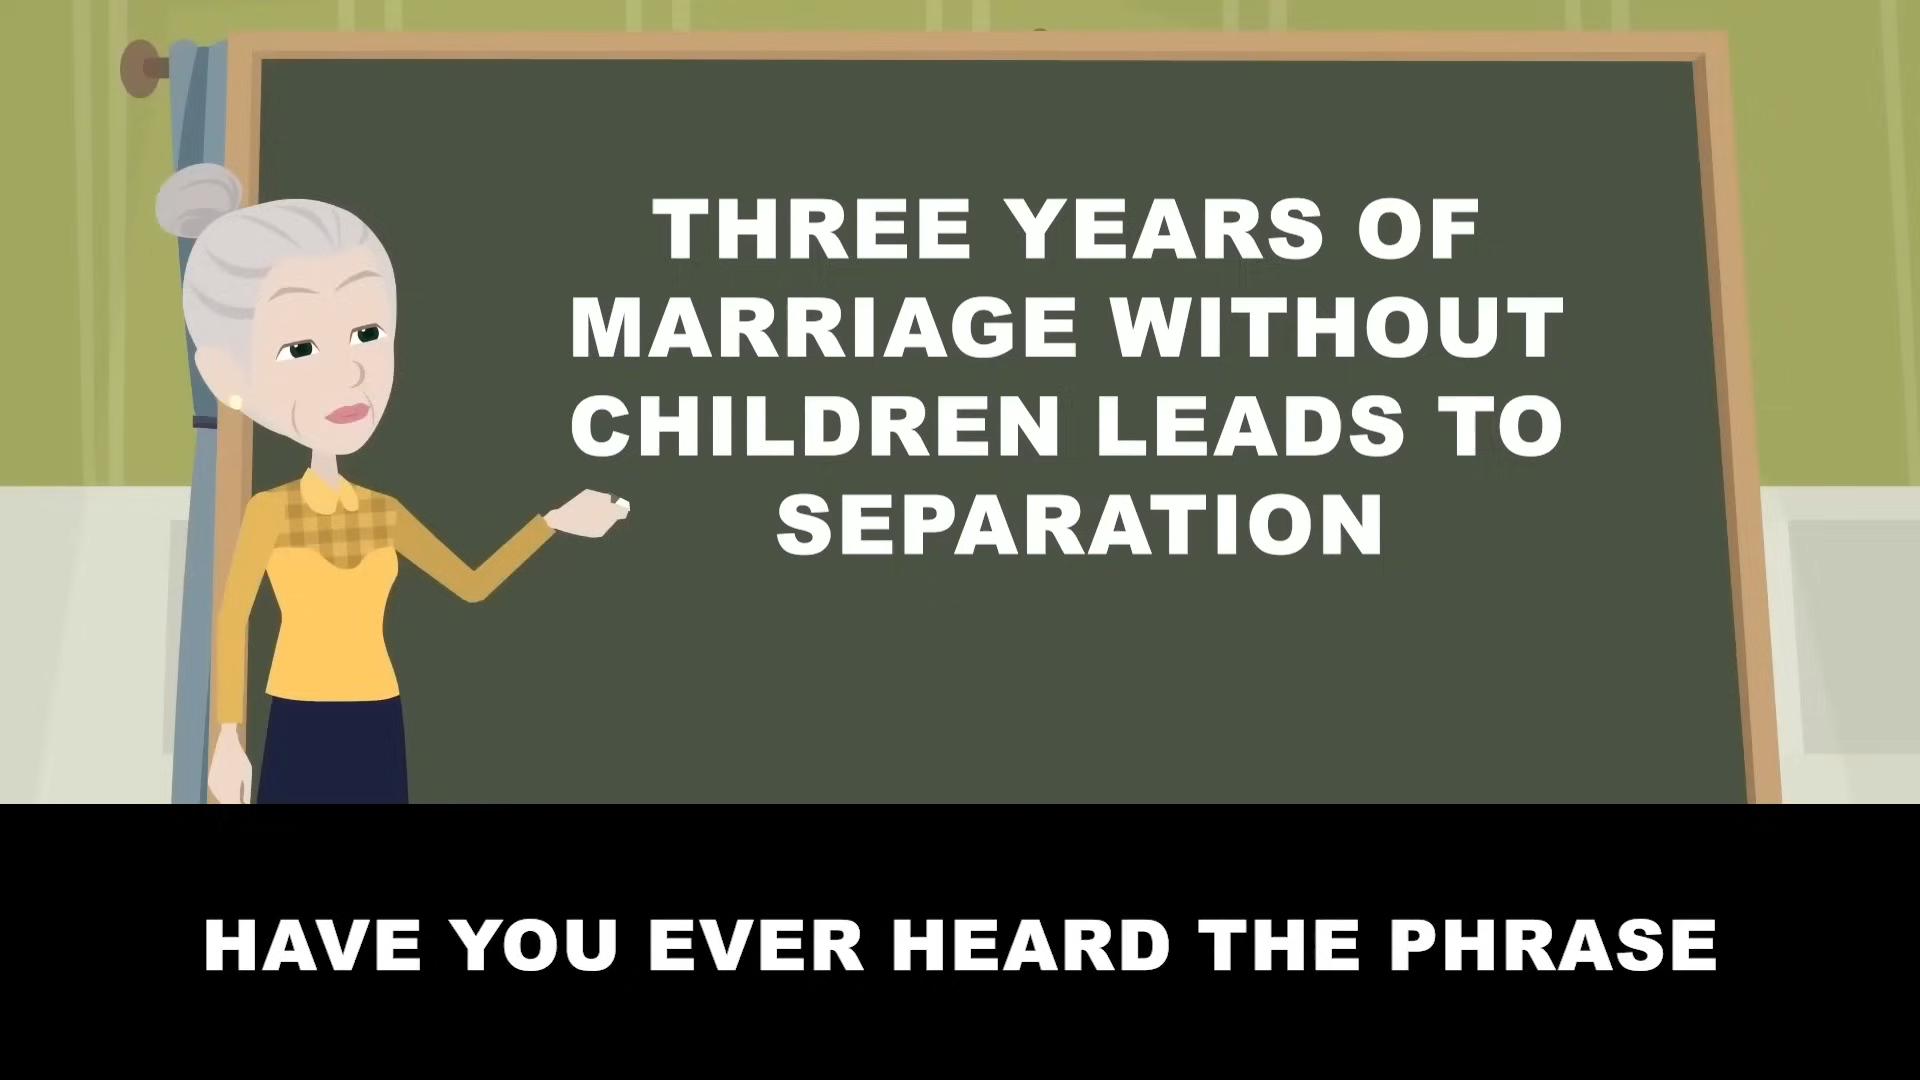 THREE YEARS OF
MARRIAGE WITHOUT
CHILDREN LEADS TO
SEPARATION
HAVE YOU EVER HEARD THE PHRASE